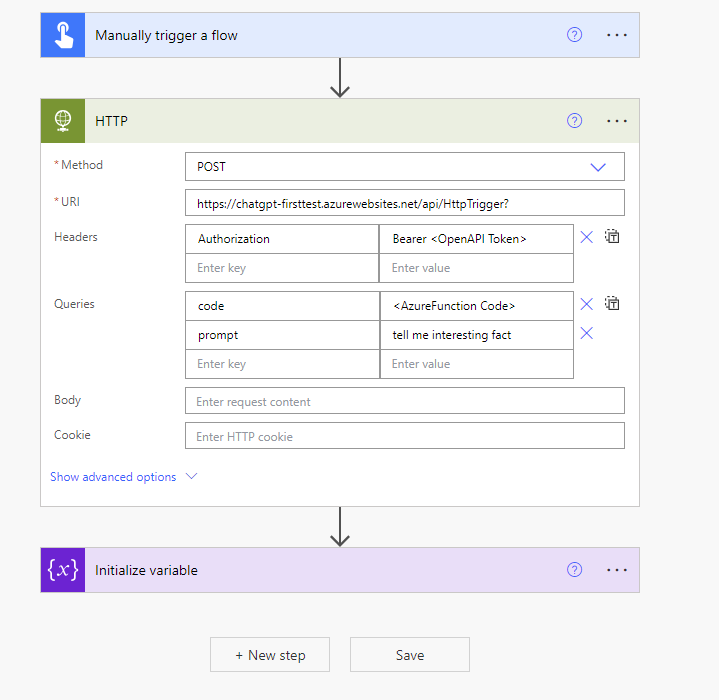 Manually trigger a flow
HTTP
* Method
POST
* URI
https://chatgpt-firsttest.azurewebsites.net/api/HttpTrigger?
Headers
Authorization
Bearer <OpenAPI Token>
Enter key
Enter value
Queries
code
<AzureFunction Code>
prompt
tell me interesting fact
Enter key
Enter value
Body
Enter request content
Cookie
Enter HTTP cookie
Show advanced options
{x}
Initialize variable
+ New step
Save